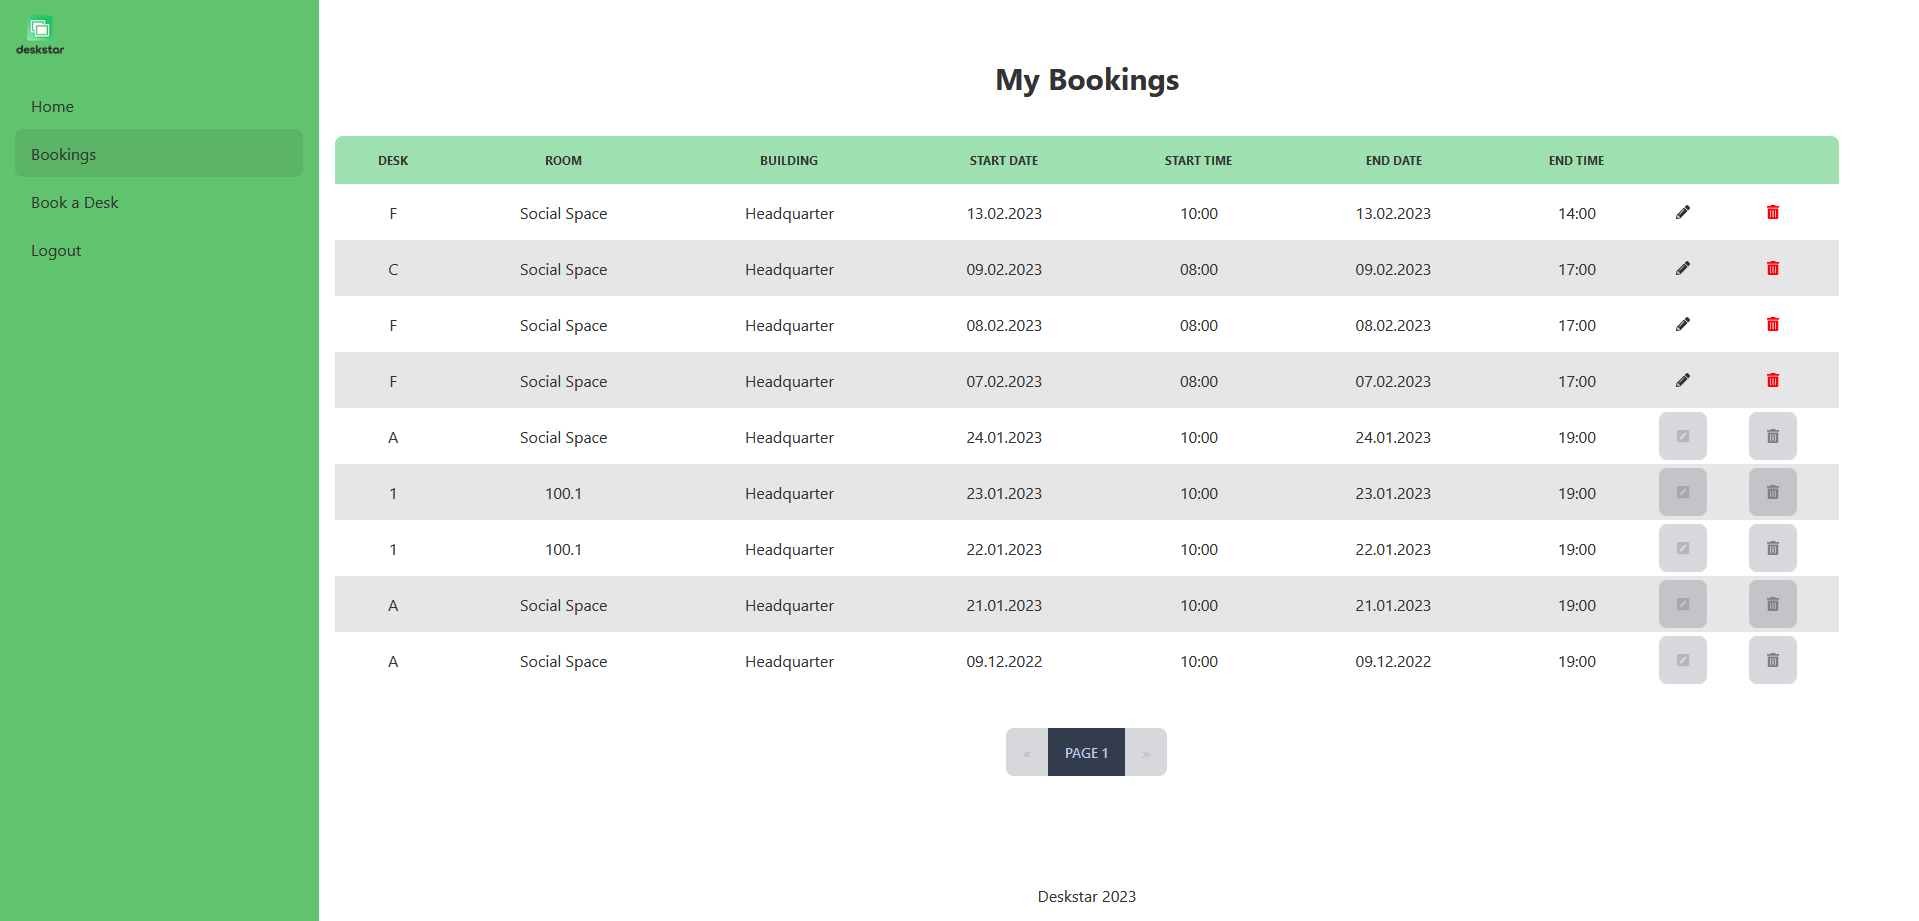 deskstar
Home
Bookings
Book a Desk
Logout
My Bookings
DESK ROOM BUILDING START DATE START TIME END DATE END TIME
F Social Space Headquarter 13.02.2023 10:00 13.02.2023 14:00
C Social Space Headquarter 09.02.2023 08:00 09.02.2023 17:00
F Social Space Headquarter 08.02.2023 08:00 08.02.2023 17:00
F Social Space Headquarter 07.02.2023 08:00 07.02.2023 17:00
A Social Space Headquarter 24.01.2023 10:00 24.01.2023 19:00
1 100.1 Headquarter 23.01.2023 10:00 23.01.2023 19:00
1 100.1 Headquarter 22.01.2023 10:00 22.01.2023 19:00
A Social Space Headquarter 21.01.2023 10:00 21.01.2023 19:00
A Social Space Headquarter 09.12.2022 10:00 09.12.2022 19:00
« PAGE 1 »
Deskstar 2023